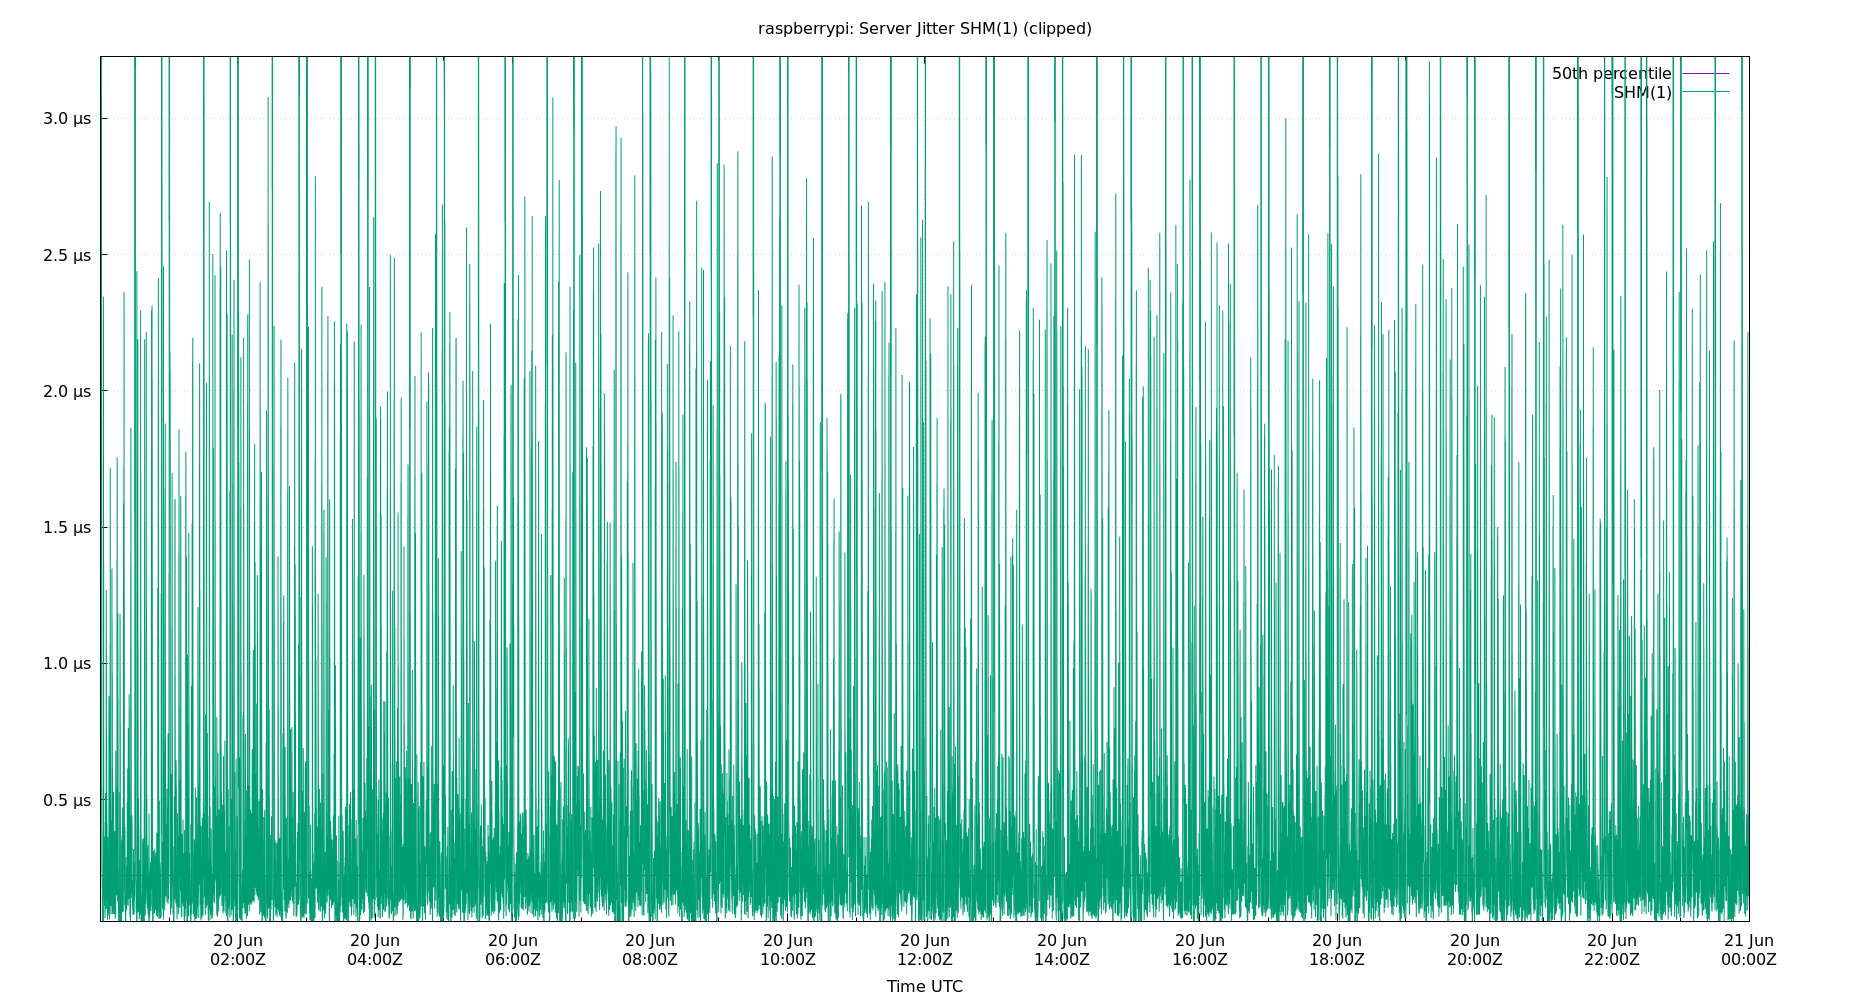 raspberrypi: Server Jitter SHM(1) (clipped)
50th percentile
SHM(1)
3.0 µs
2.5 µs
2.0 µs
1.5 µs
1.0 µs
0.5 µs
20 Jun 20 Jun 20 Jun 20 Jun 20 Jun 20 Jun 20 Jun 20 Jun 20 Jun 20 Jun 20 Jun 21 Jun
02:00Z 04:00Z 06:00Z 08:00Z 10:00Z 12:00Z 14:00Z 16:00Z 18:00Z 20:00Z 22:00Z 00:00Z
Time UTC